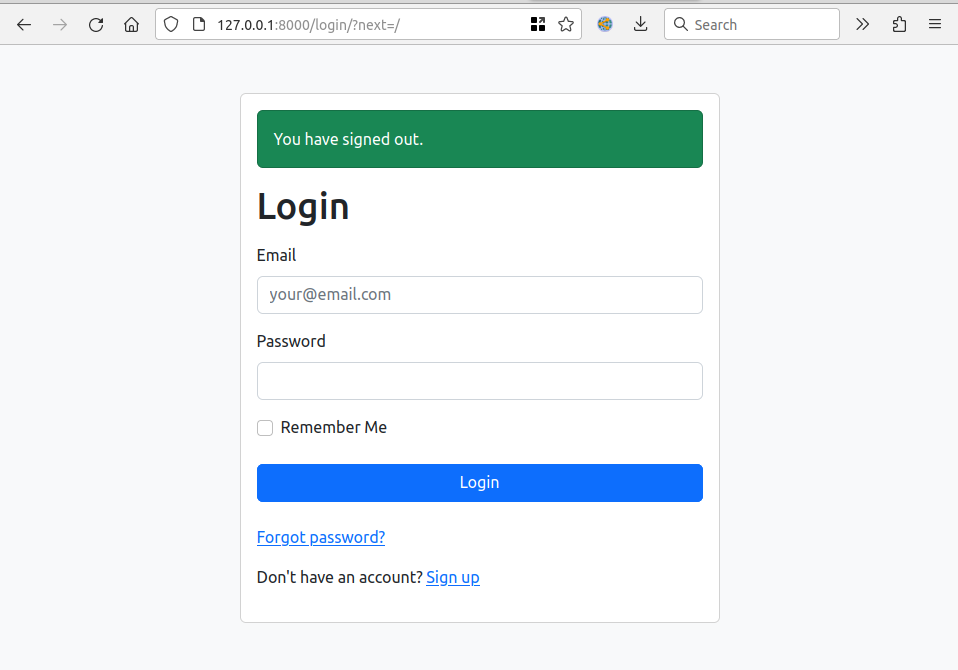 127.0.0.1:8000/login/?next=/
Search
You have signed out.
Login
Email
your@email.com
Password
Remember Me
Login
Forgot password?
Don't have an account? Sign up